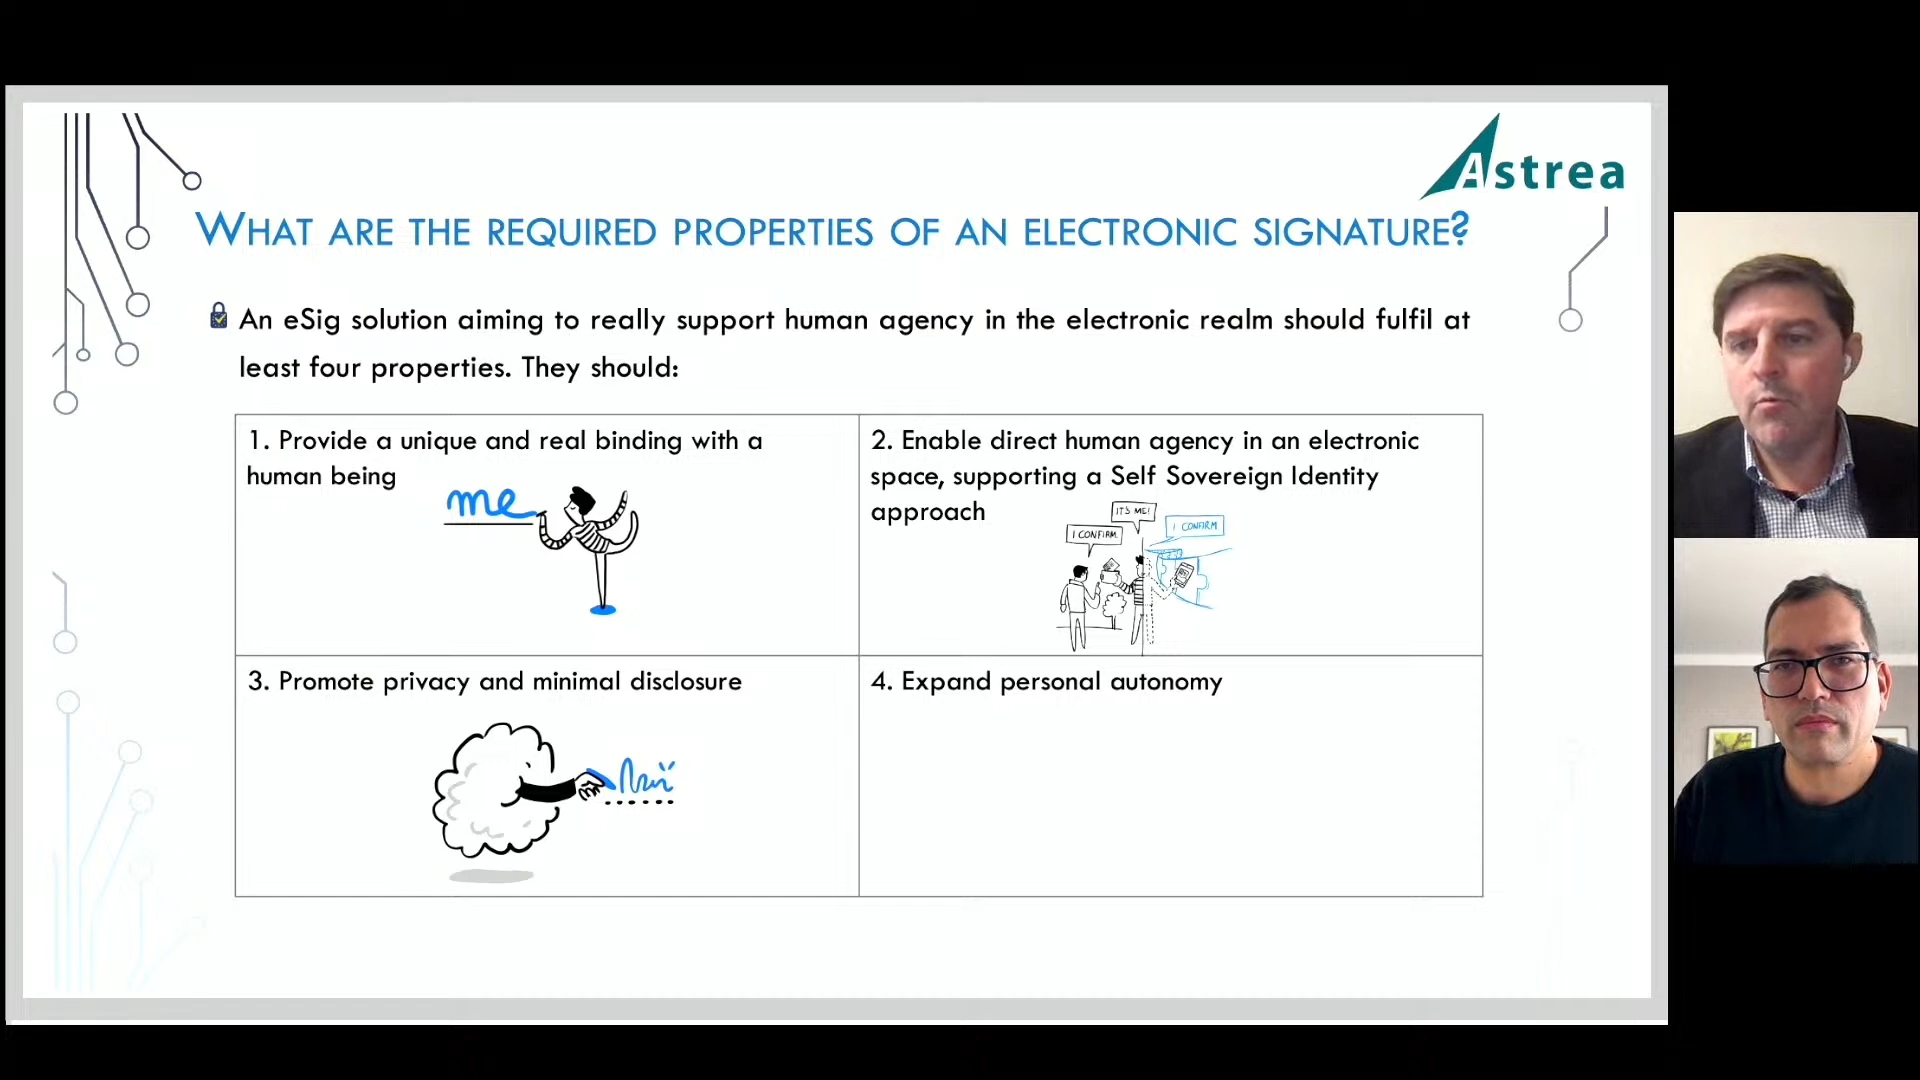 Astrea
WHAT ARE THE REQUIRED PROPERTIES OF AN ELECTRONIC SIGNATURE?
An eSig solution aiming to really support human agency in the electronic realm should fulfil at
least four properties. They should:
1. Provide a unique and real binding with a
human being
me
2. Enable direct human agency in an electronic
space, supporting a Self Sovereign Identity
approach
IT'S ME!
I CONFIRM
I CONFIRM.
3. Promote privacy and minimal disclosure
4. Expand personal autonomy